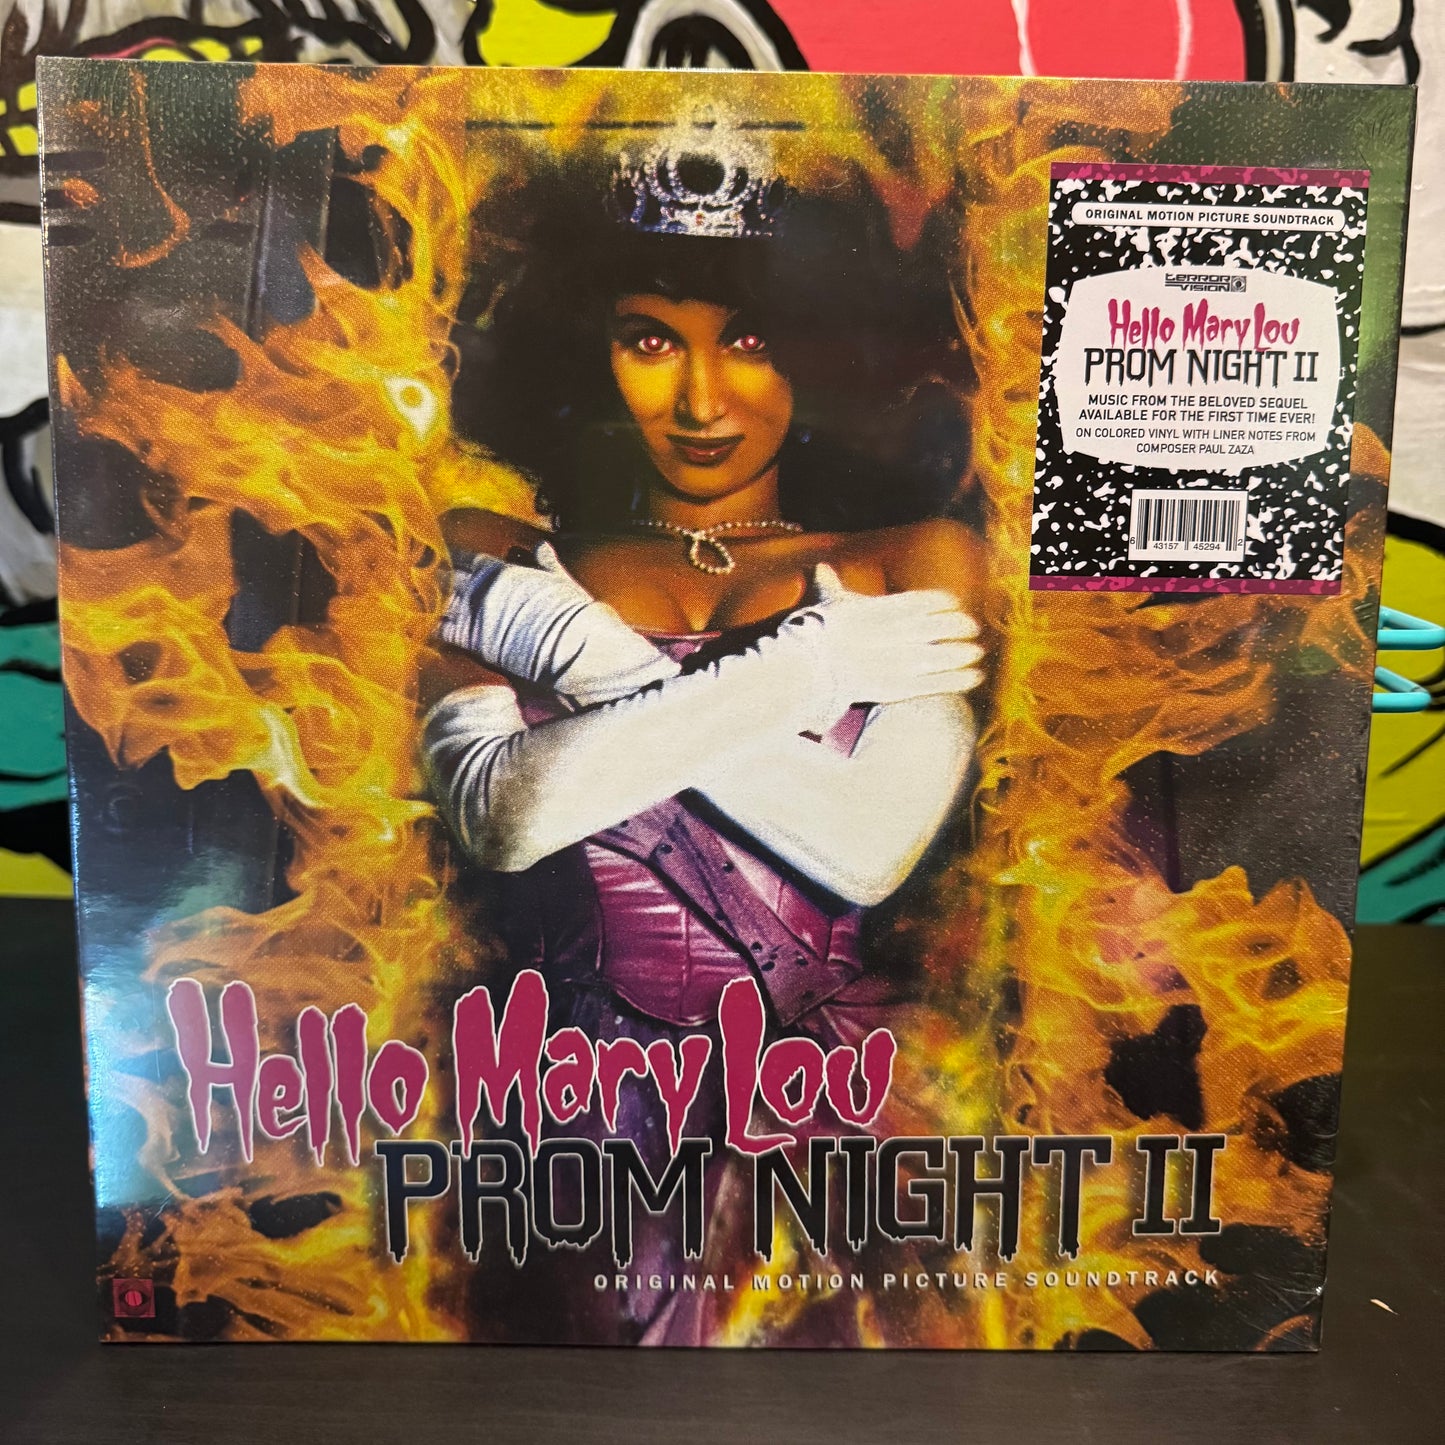 ORIGINAL MOTION PICTURE SOUNDTRACK
TERROR
VISION
Hello Mary Lou
PROM NIGHT II
MUSIC FROM THE BELOVED SEQUEL
AVAILABLE FOR THE FIRST TIME EVER!
ON COLORED VINYL WITH LINER NOTES FROM
COMPOSER PAUL ZAZA
6 43157 45294 2
Hello Mary Lou
PROM NIGHT II
ORIGINAL MOTION PICTURE SOUNDTRACK